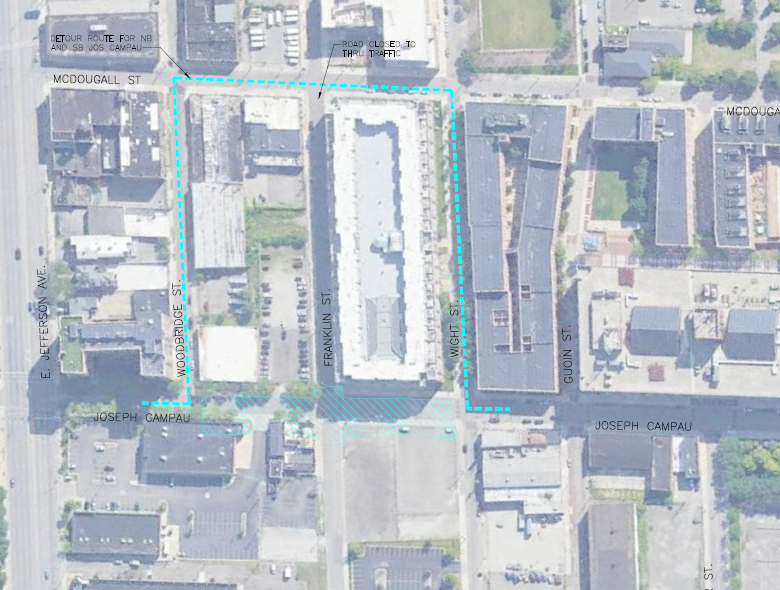 DETOUR ROUTE FOR NB
AND SB JOS CAMPAU
ROAD CLOSED TO
THRU TRAFFIC
MCDOUGALL ST
MCDOUGA
E. JEFFERSON AVE.
WOODBRIDGE ST.
FRANKLIN ST.
WIGHT ST.
GUOIN ST.
JOSEPH CAMPAU
JOSEPH CAMPAU
ST.